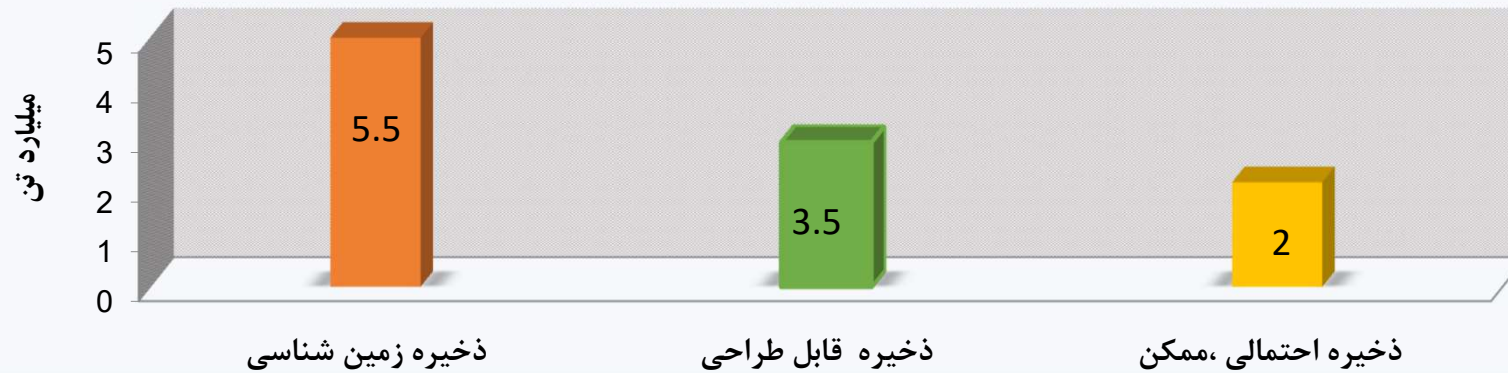 میلیارد تن
5
4
3
2
1
0
5.5
3.5
2
ذخیره زمین شناسی
ذخیره قابل طراحی
ذخیره احتمالی ،ممکن